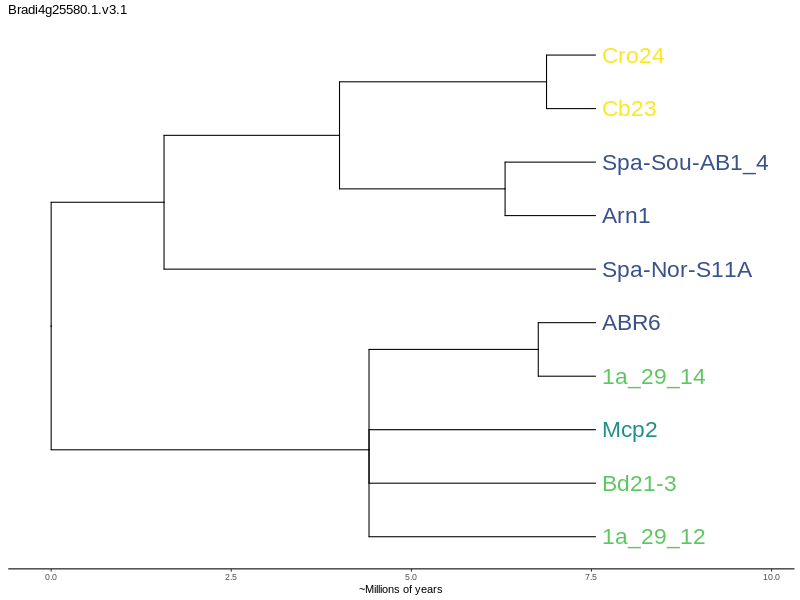 Bradi4g25580.1.v3.1
Cro24
Cb23
Spa-Sou-AB1_4
Arn1
Spa-Nor-S11A
ABR6
1a_29_14
Mcp2
Bd21-3
1a_29_12
0.0 2.5 5.0 7.5 10.0
~Millions of years